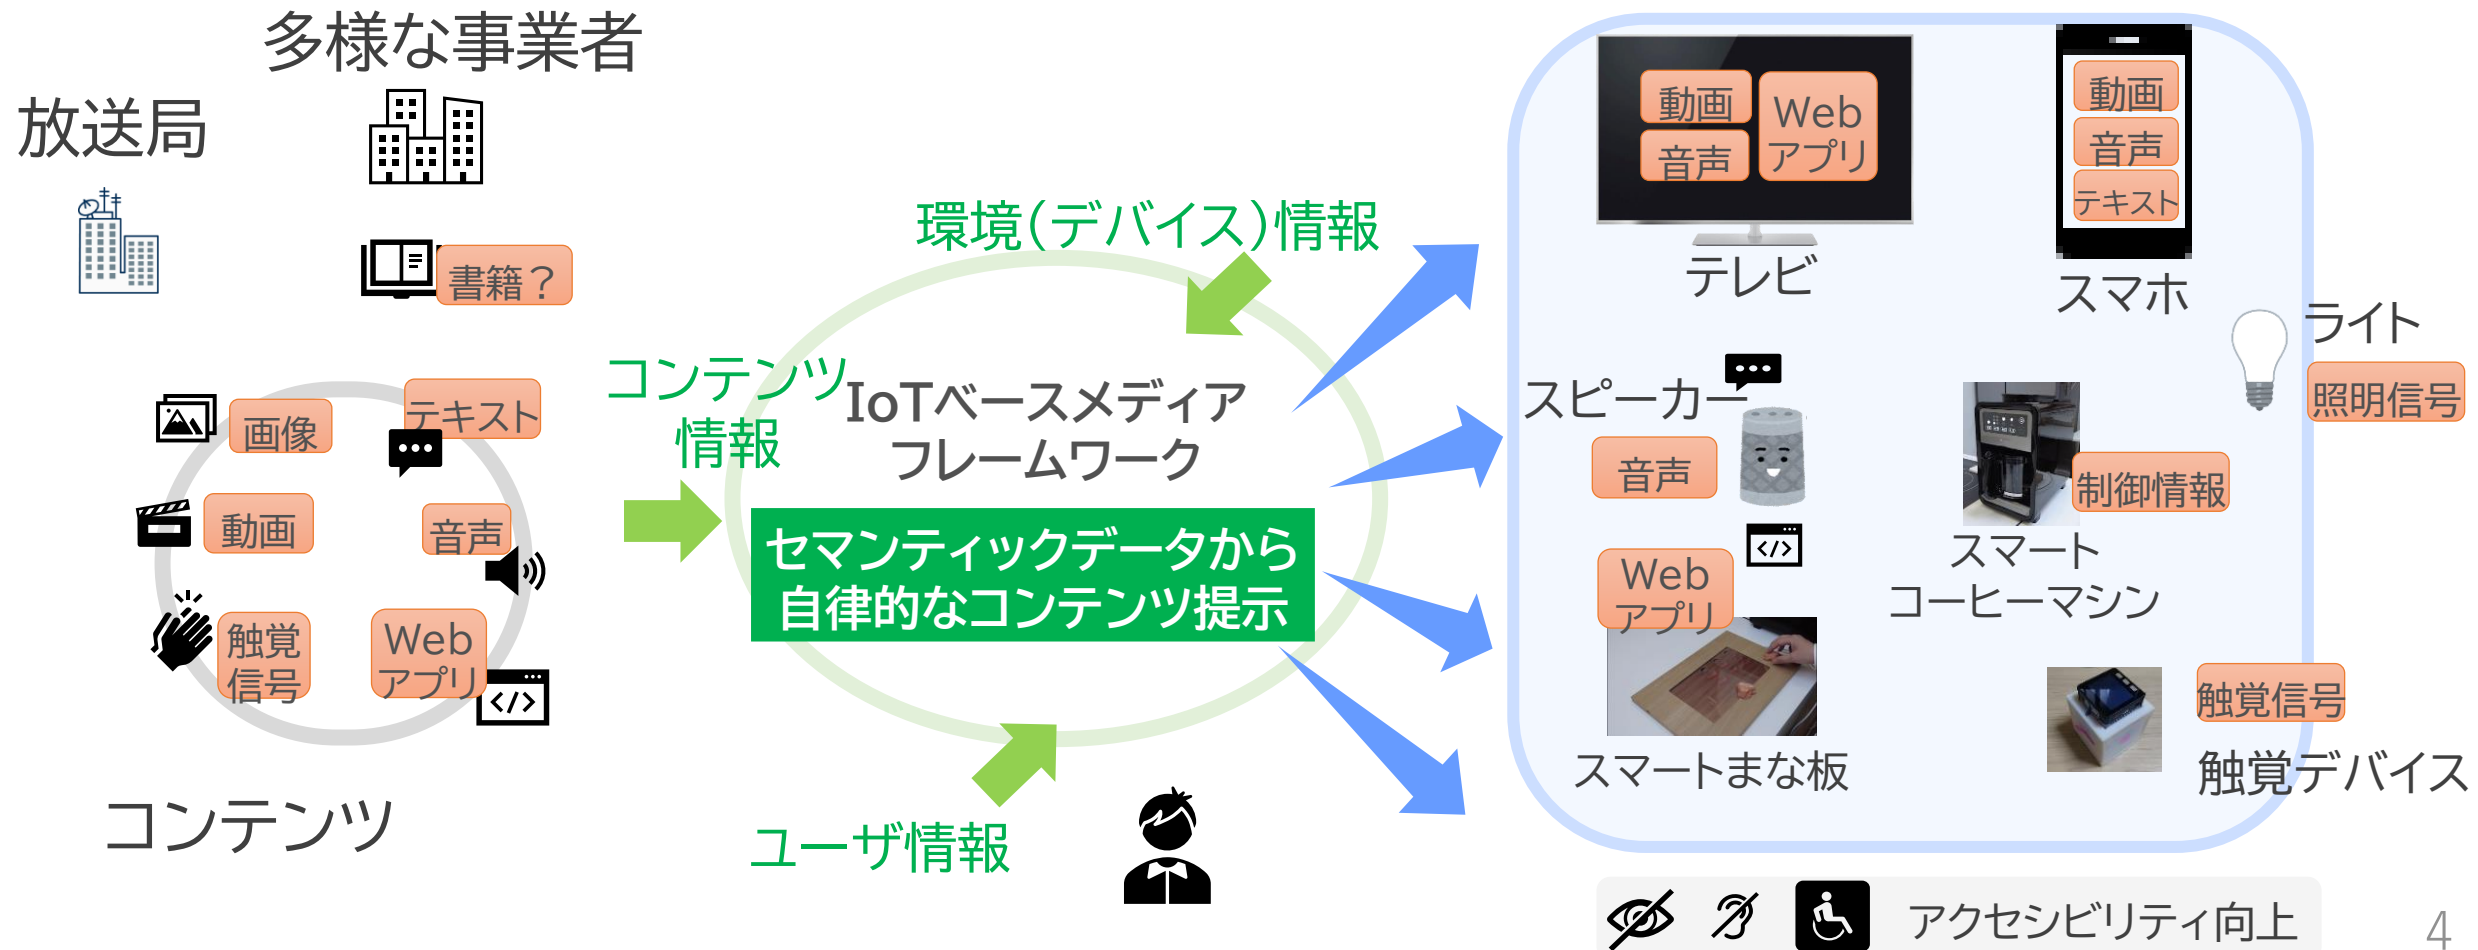 多様な事業者
放送局
書籍？
画像
テキスト
動画
音声
触覚
信号
Web
アプリ
コンテンツ
環境（デバイス）情報
コンテンツ
情報
IoTベースメディア
フレームワーク
セマンティックデータから
自律的なコンテンツ提示
ユーザ情報
動画
音声
Web
アプリ
テレビ
動画
音声
テキスト
スマホ
ライト
照明信号
スピーカー
音声
制御情報
スマート
コーヒーマシン
Web
アプリ
スマートまな板
触覚信号
触覚デバイス
アクセシビリティ向上
4